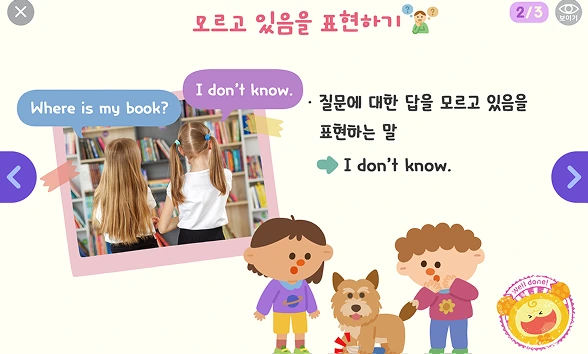 모르고 있음을 표현하기
2/3
보이기
Where is my book?
I don't know.
· 질문에 대한 답을 모르고 있음을
표현하는 말
I don't know.
Well done!